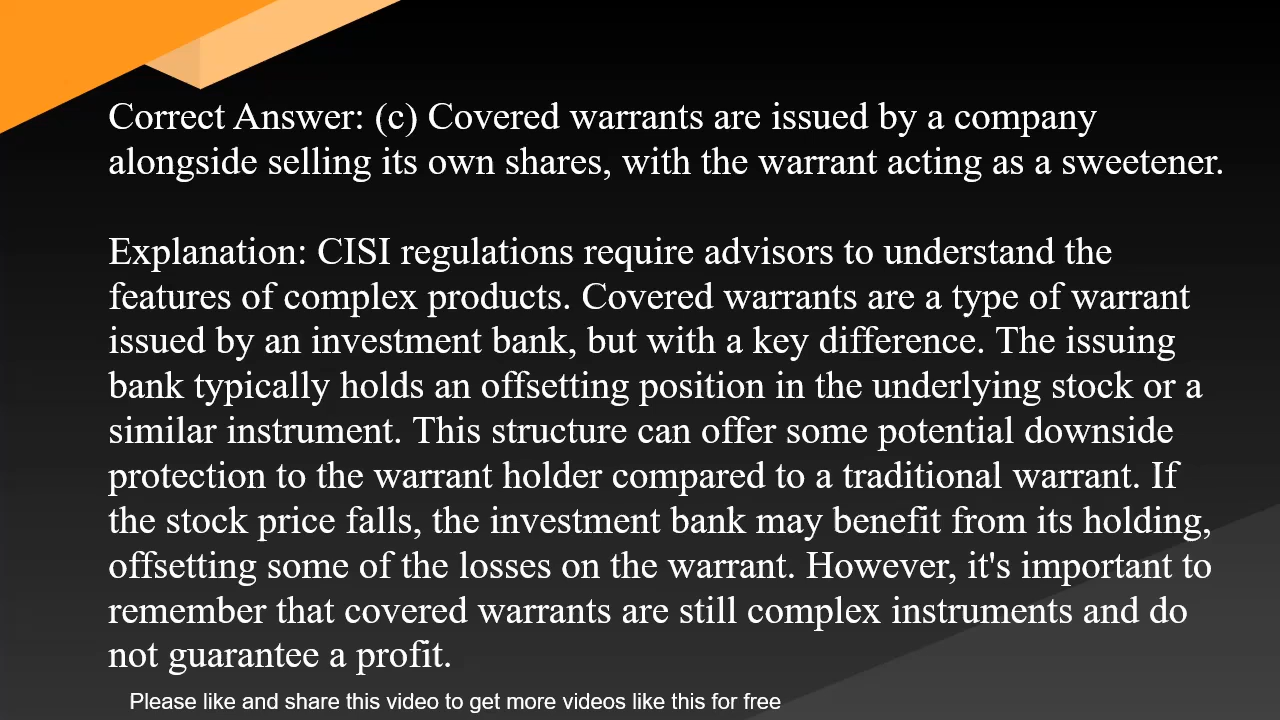 Correct Answer: (c) Covered warrants are issued by a company
alongside selling its own shares, with the warrant acting as a sweetener.
Explanation: CISI regulations require advisors to understand the
features of complex products. Covered warrants are a type of warrant
issued by an investment bank, but with a key difference. The issuing
bank typically holds an offsetting position in the underlying stock or a
similar instrument. This structure can offer some potential downside
protection to the warrant holder compared to a traditional warrant. If
the stock price falls, the investment bank may benefit from its holding,
offsetting some of the losses on the warrant. However, it's important to
remember that covered warrants are still complex instruments and do
not guarantee a profit.
Please like and share this video to get more videos like this for free